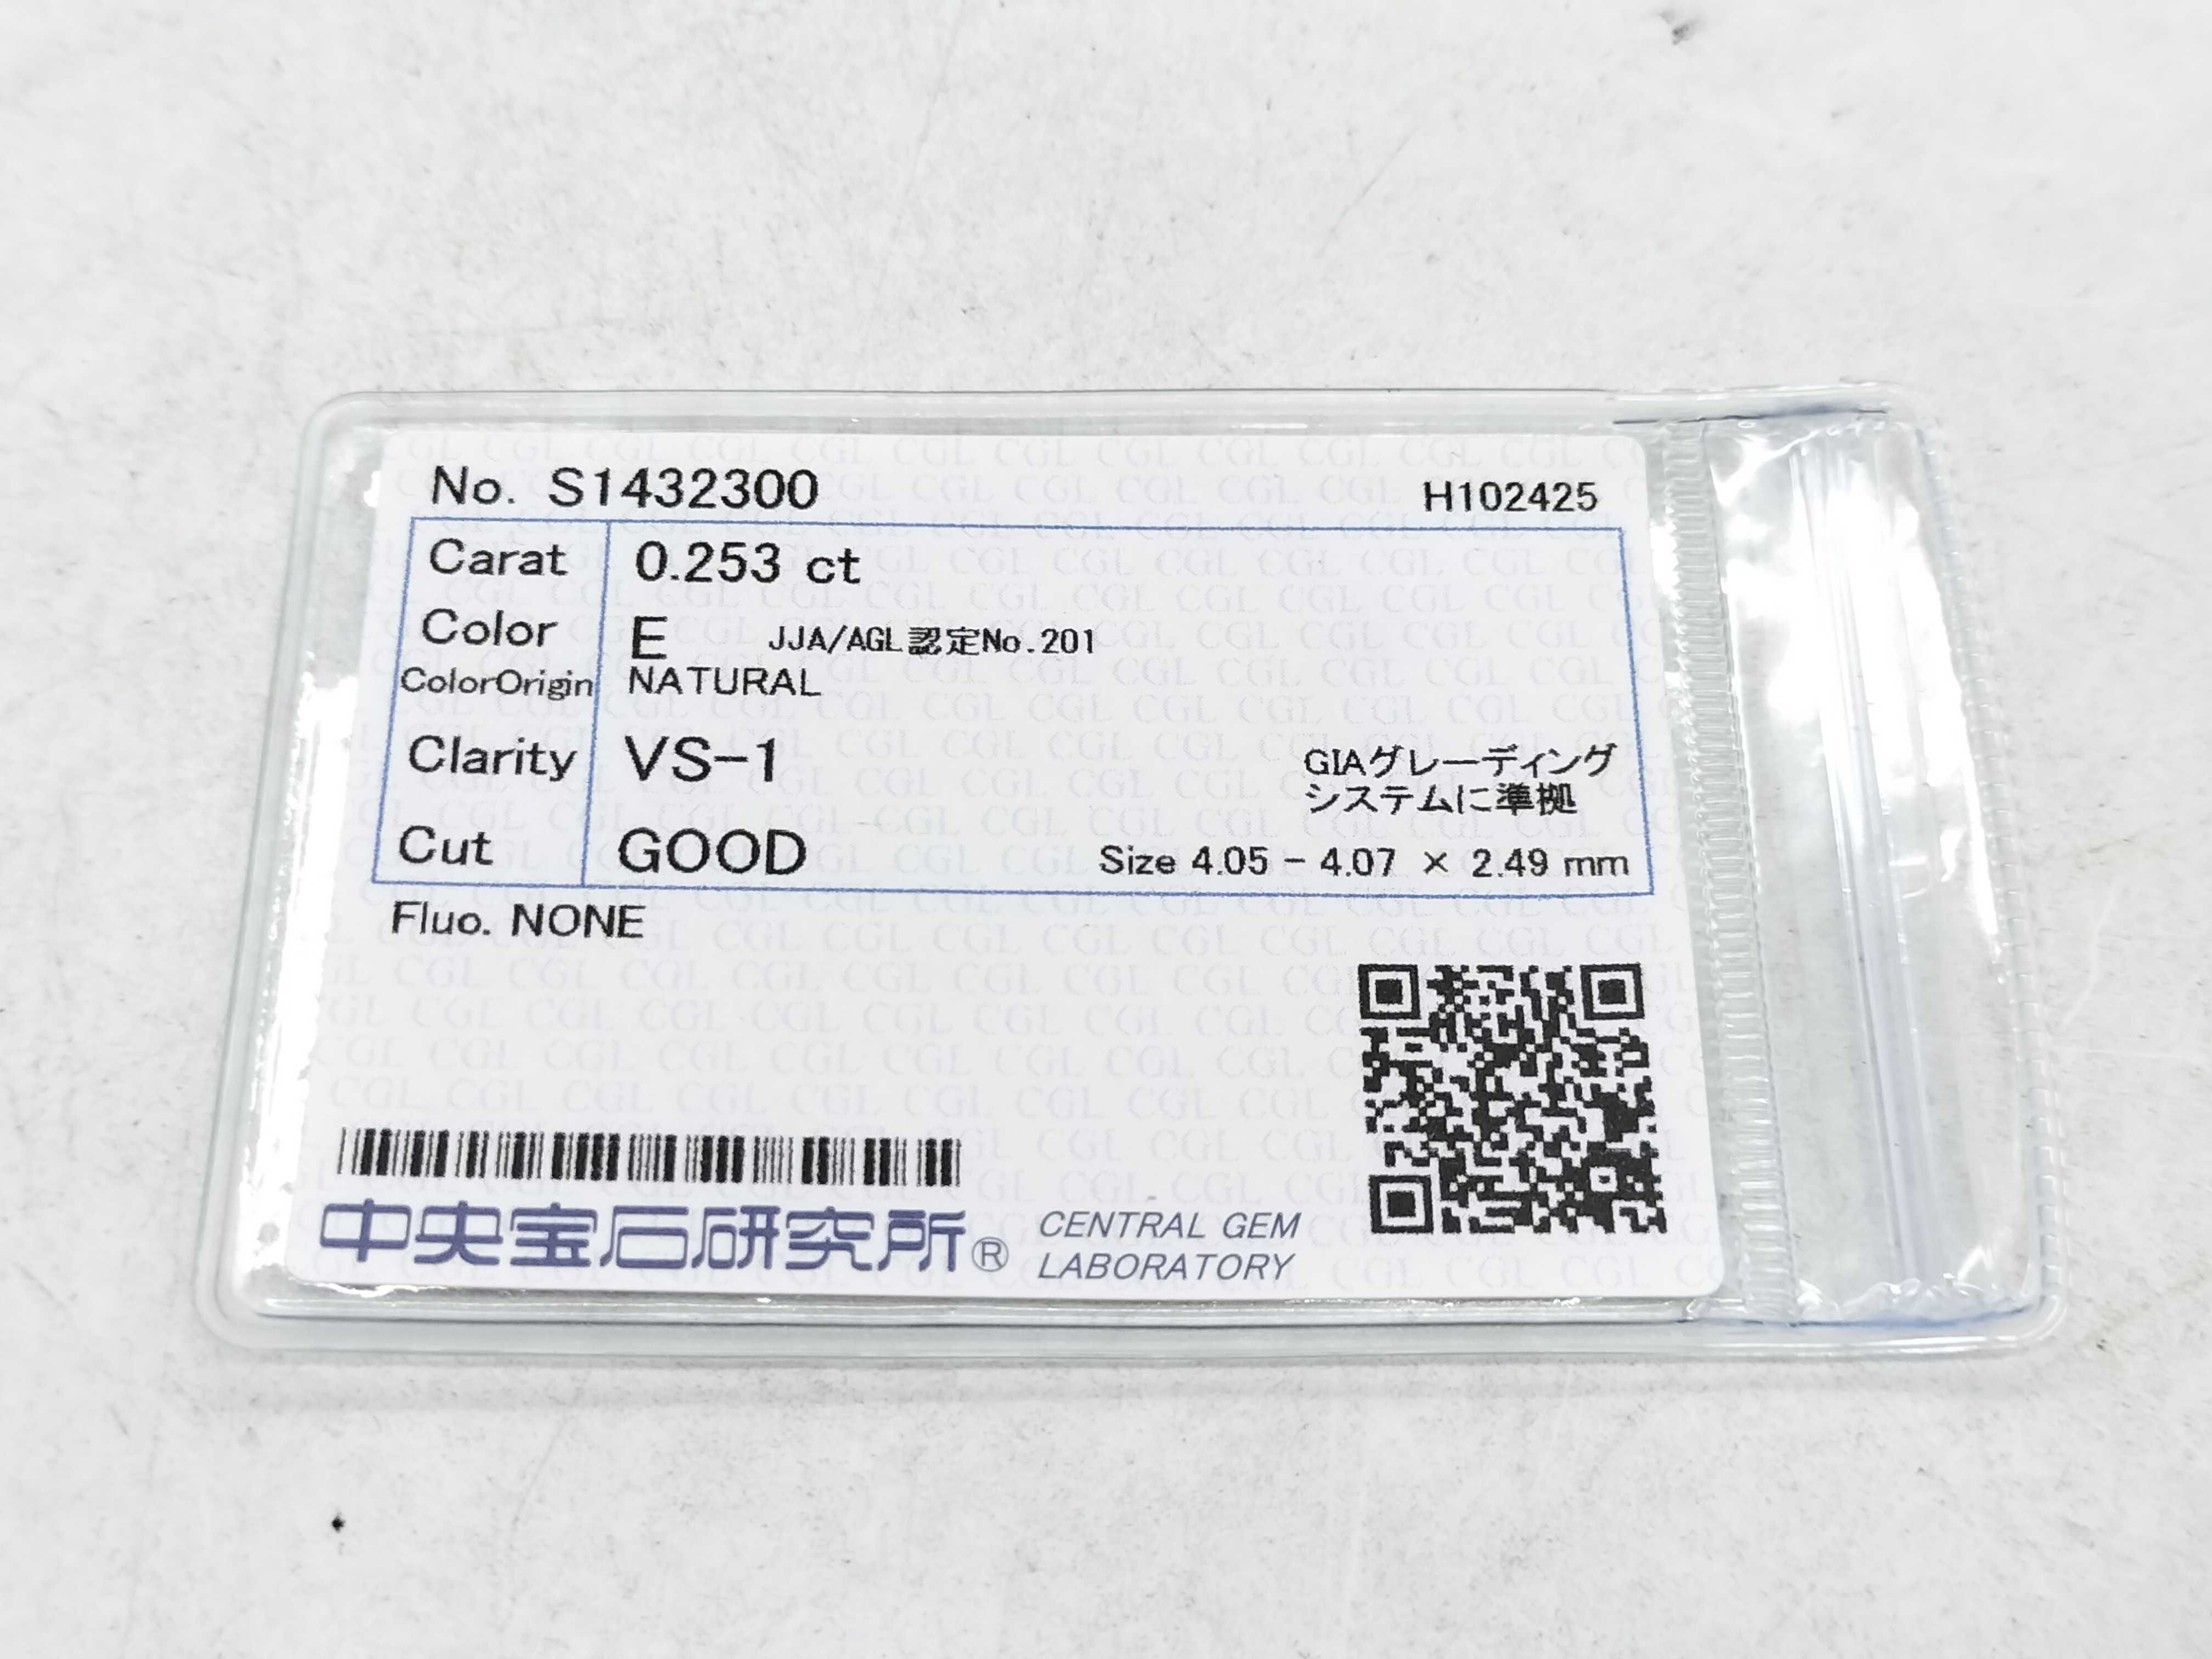 No. S1432300 H102425
Carat 0.253 ct
Color E JJA/AGL認定No.201
ColorOrigin NATURAL
Clarity VS-1
GIAグレーディング
システムに準拠
Cut GOOD Size 4.05 - 4.07 × 2.49 mm
Fluo. NONE
中央宝石研究所® CENTRAL GEM
LABORATORY